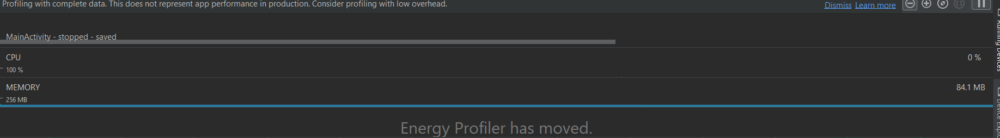 Profiling with complete data. This does not represent app performance in production. Consider profiling with low overhead.
Dismiss Learn more
MainActivity - stopped - saved
CPU
0 %
100 %
MEMORY
84.1 MB
256 MB
Energy Profiler has moved.
Running Devices
Device